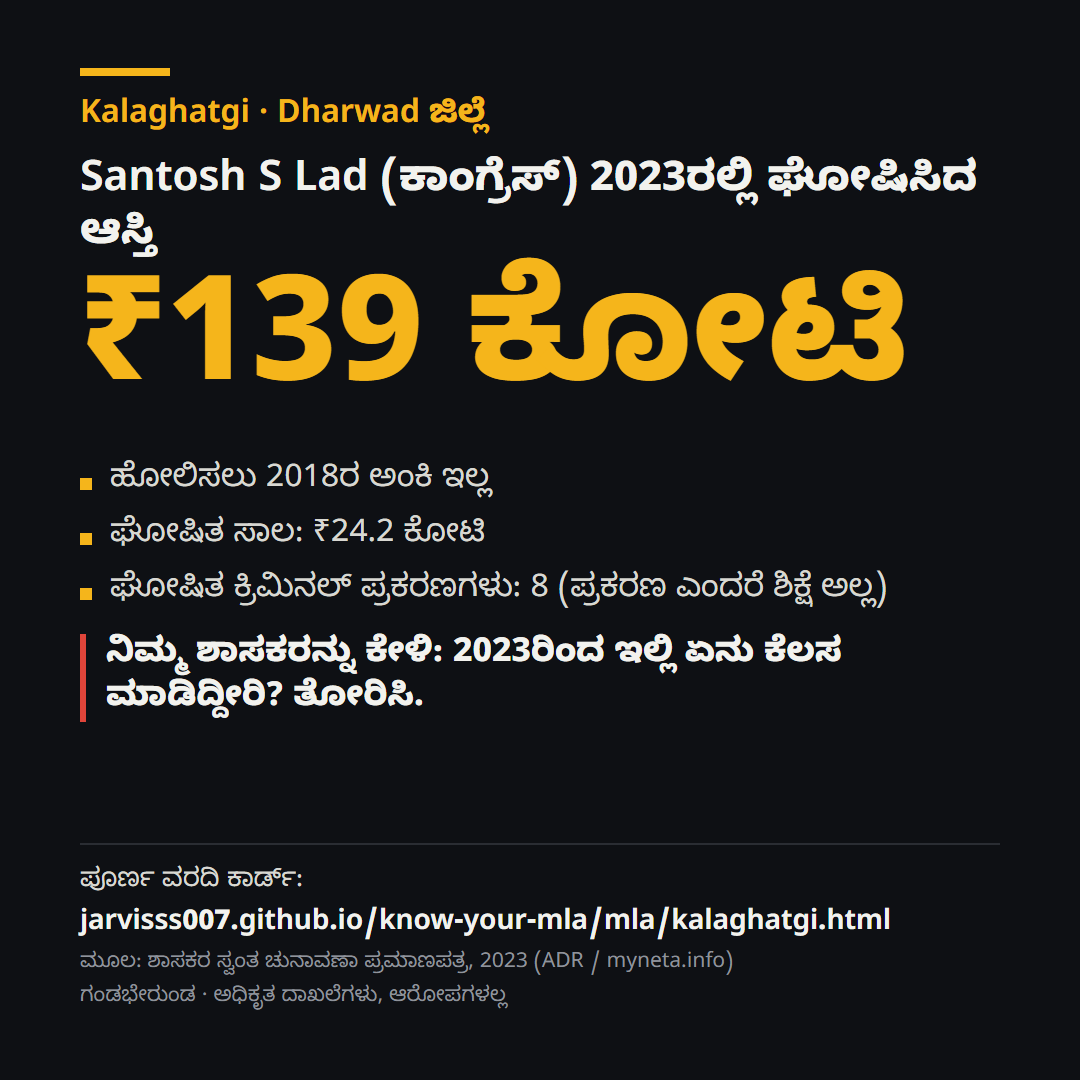 Kalaghatgi · Dharwad ಜಿಲ್ಲೆ
Santosh S Lad (ಕಾಂಗ್ರೆಸ್) 2023ರಲ್ಲಿ ಘೋಷಿಸಿದ
ಆಸ್ತಿ
₹139 ಕೋಟಿ
ಹೋಲಿಸಲು 2018ರ ಅಂಕಿ ಇಲ್ಲ
ಘೋಷಿತ ಸಾಲ: ₹24.2 ಕೋಟಿ
ಘೋಷಿತ ಕ್ರಿಮಿನಲ್ ಪ್ರಕರಣಗಳು: 8 (ಪ್ರಕರಣ ಎಂದರೆ ಶಿಕ್ಷೆ ಅಲ್ಲ)
ನಿಮ್ಮ ಶಾಸಕರನ್ನು ಕೇಳಿ: 2023ರಿಂದ ಇಲ್ಲಿ ಏನು ಕೆಲಸ
ಮಾಡಿದ್ದೀರಿ? ತೋರಿಸಿ.
ಪೂರ್ಣ ವರದಿ ಕಾರ್ಡ್:
jarvisss007.github.io/know-your-mla/mla/kalaghatgi.html
ಮೂಲ: ಶಾಸಕರ ಸ್ವಂತ ಚುನಾವಣಾ ಪ್ರಮಾಣಪತ್ರ, 2023 (ADR / myneta.info)
ಗಂಡಭೇರುಂಡ · ಅಧಿಕೃತ ದಾಖಲೆಗಳು, ಆರೋಪಗಳಲ್ಲ